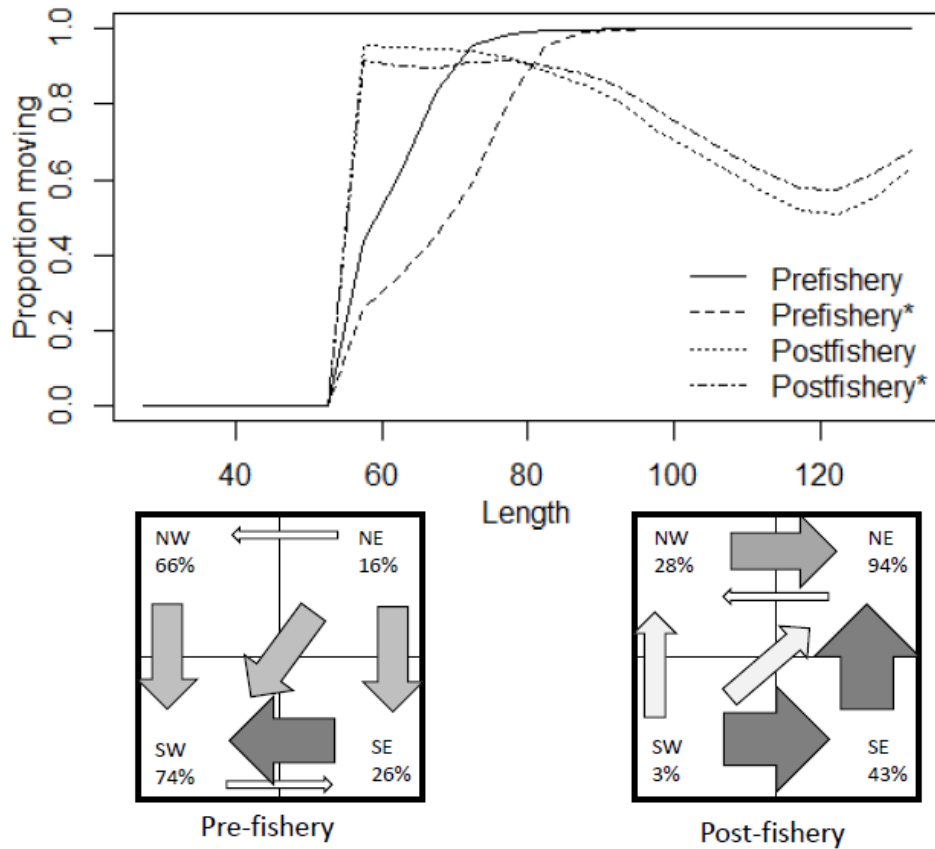 Proportion moving
1.0
0.8
0.6
0.4
0.2
0.0
Prefishery
Prefishery*
Postfishery
Postfishery*
40 60 80 100 120
Length
NW NE
66% 16%
SW SE
74% 26%
Pre-fishery
NW NE
28% 94%
SW SE
3% 43%
Post-fishery